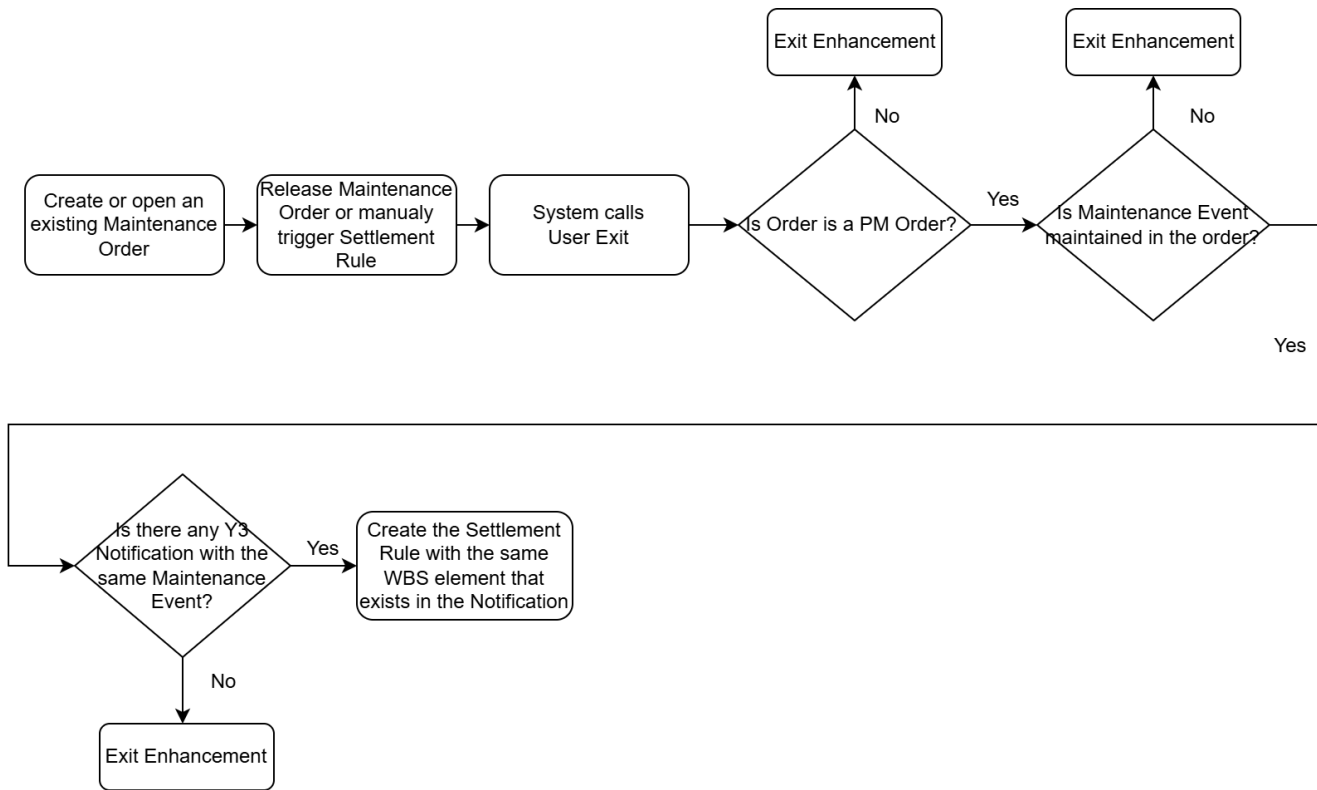 Exit Enhancement
Exit Enhancement
No
No
Create or open an
existing Maintenance
Order
Release Maintenance
Order or manualy
trigger Settlement
Rule
System calls
User Exit
Is Order is a PM Order?
Yes
Is Maintenance Event
maintained in the order?
Yes
Is there any Y3
Notification with the
same Maintenance
Event?
Yes
Create the Settlement
Rule with the same
WBS element that
exists in the Notification
No
Exit Enhancement